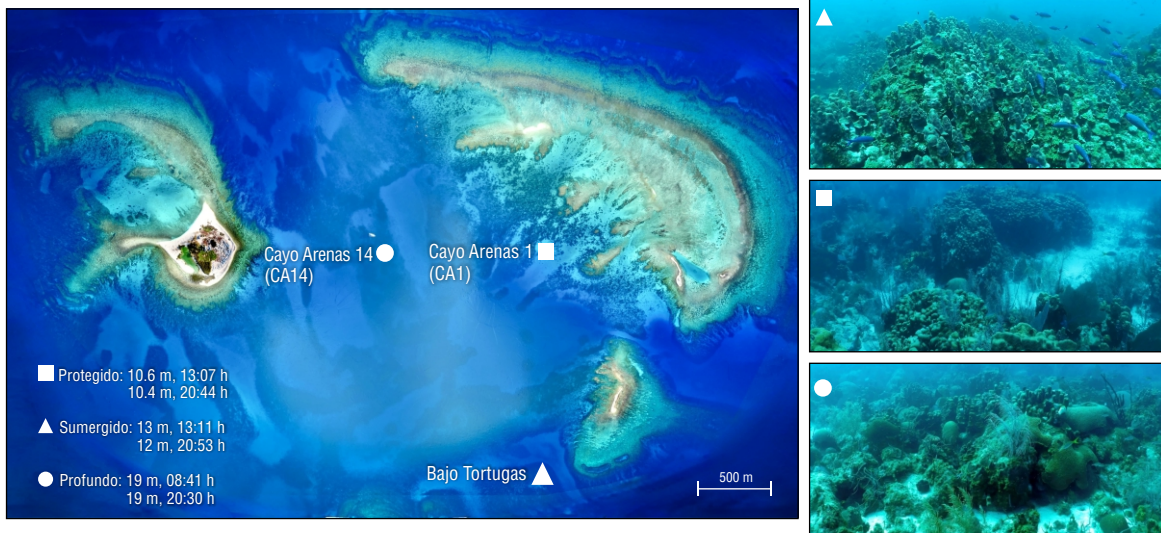 Cayo Arenas 14
(CA14)
Cayo Arenas 1
(CA1)
Protegido: 10.6 m, 13:07 h
10.4 m, 20:44 h
Sumergido: 13 m, 13:11 h
12 m, 20:53 h
Profundo: 19 m, 08:41 h
19 m, 20:30 h
Bajo Tortugas
500 m